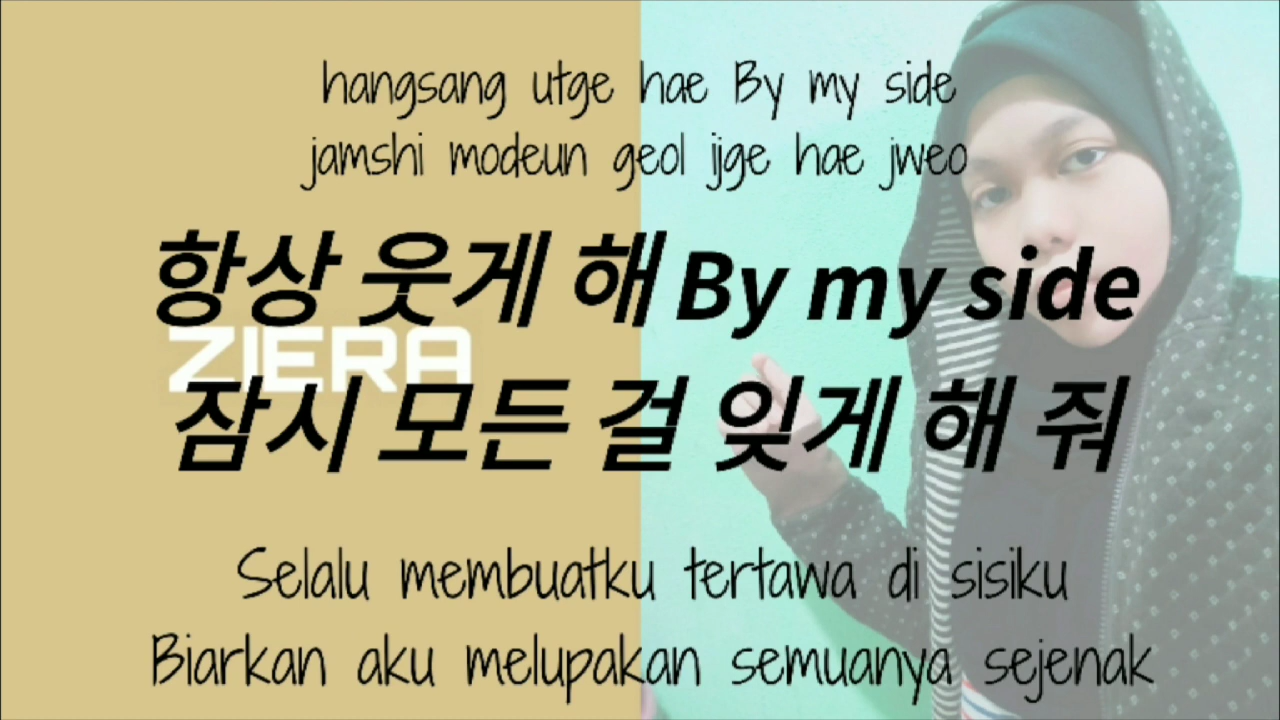 hangsang utge hae By my side
jamshi modeun geol ijge hae jweo
항상 웃게 해 By my side
ZIERA
잠시 모든 걸 잊게 해 줘
Selalu membuatku tertawa di sisiku
Biarkan aku melupakan semuanya sejenak